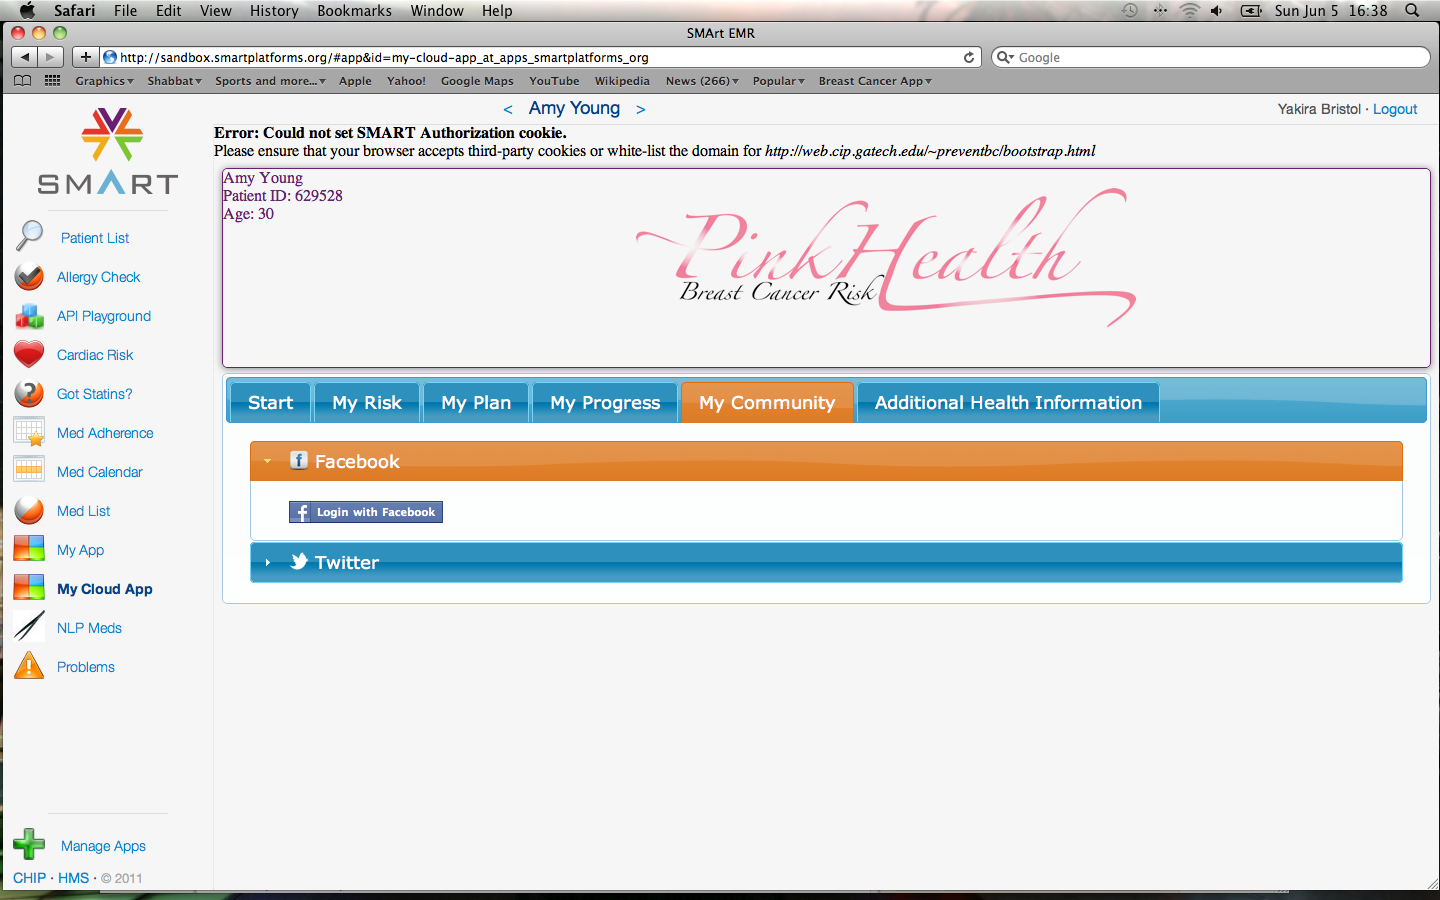 Safari File Edit View History Bookmarks Window Help Sun Jun 5 16:38
SMArt EMR
http://sandbox.smartplatforms.org/#app&id=my-cloud-app_at_apps_smartplatforms_org Google
Graphics Shabbat Sports and more... Apple Yahoo! Google Maps YouTube Wikipedia News (266) Popular Breast Cancer App
< Amy Young > Yakira Bristol · Logout
Error: Could not set SMART Authorization cookie.
Please ensure that your browser accepts third-party cookies or white-list the domain for http://web.cip.gatech.edu/~preventbc/bootstrap.html
SMART
Amy Young
Patient ID: 629528
Age: 30
PinkHealth
Breast Cancer Risk
Patient List
Allergy Check
API Playground
Cardiac Risk
Got Statins?
Med Adherence
Med Calendar
Med List
My App
My Cloud App
NLP Meds
Problems
Start My Risk My Plan My Progress My Community Additional Health Information
f Facebook
f Login with Facebook
Twitter
Manage Apps
CHIP · HMS · © 2011